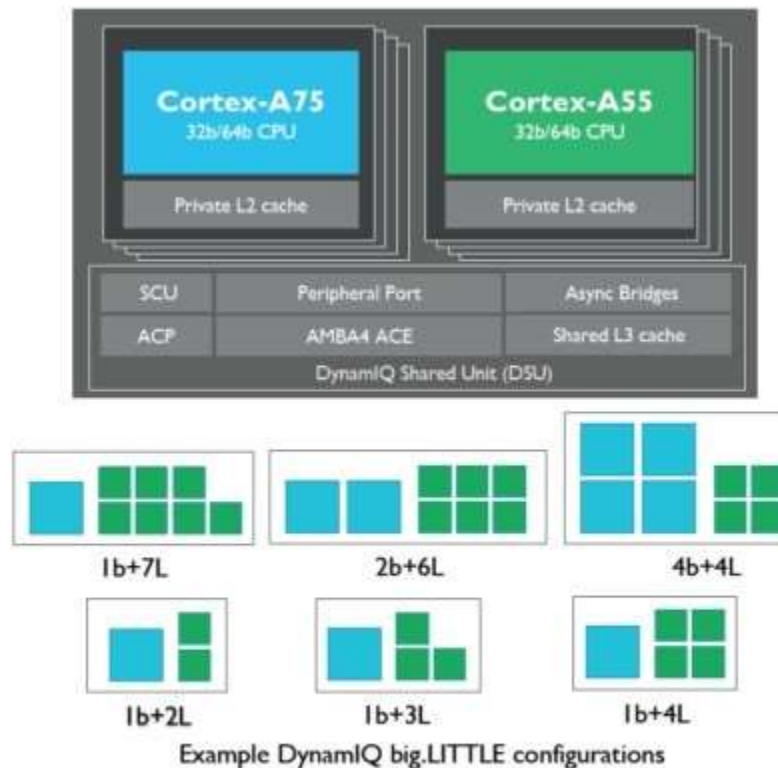 Cortex-A75
32b/64b CPU
Private L2 cache
Cortex-A55
32b/64b CPU
Private L2 cache
SCU
Peripheral Port
Async Bridges
ACP
AMBA4 ACE
Shared L3 cache
DynamIQ Shared Unit (DSU)
1b+7L
2b+6L
4b+4L
1b+2L
1b+3L
1b+4L
Example DynamIQ big.LITTLE configurations